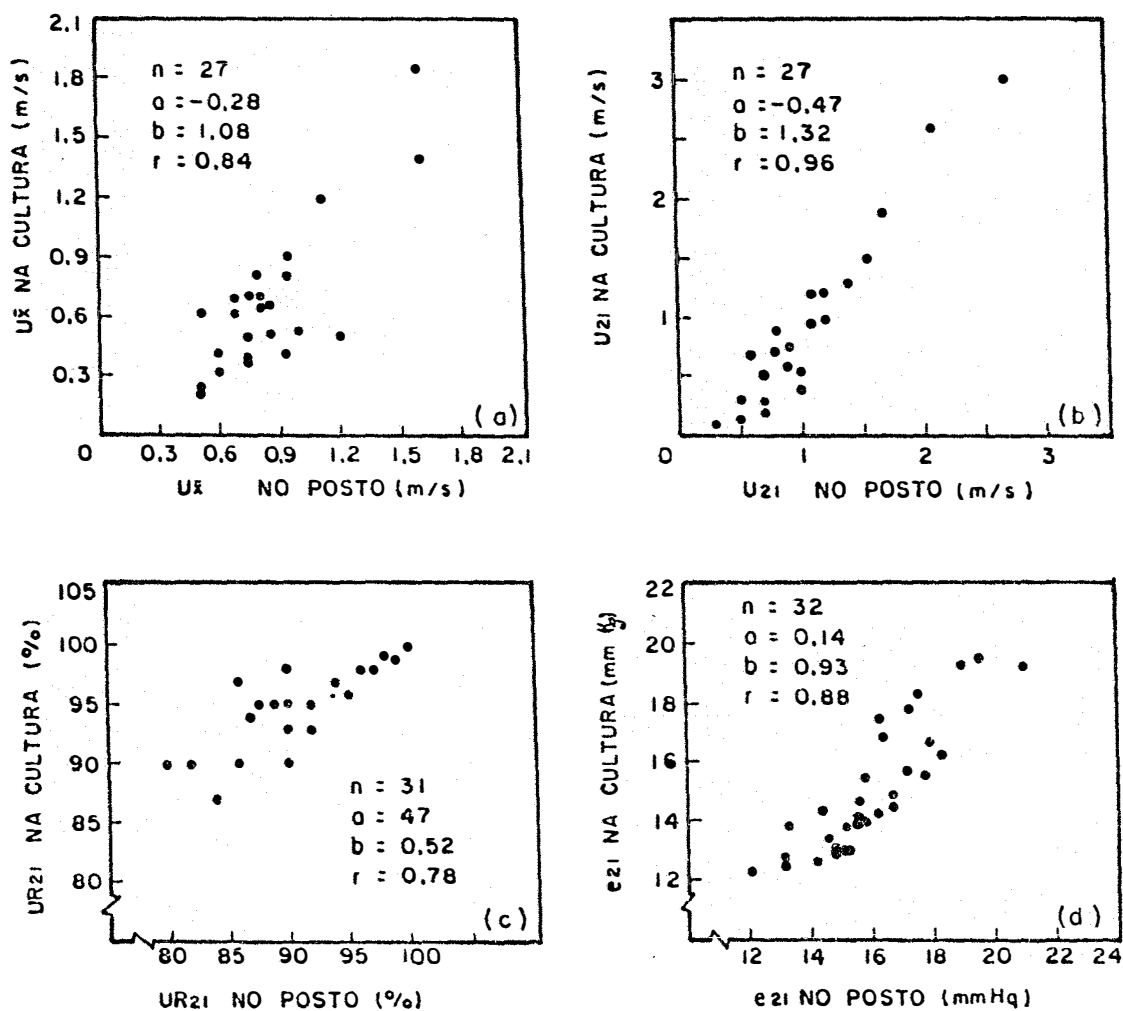 2.1
1.8
1.5
1.2
0.9
0.6
0.3
Ux̄ NA CULTURA (m/s)
n = 27
a = -0.28
b = 1.08
r = 0.84
(a)
0 0.3 0.6 0.9 1.2 1.5 1.8 2.1
Ux̄ NO POSTO (m/s)
3
2
1
U21 NA CULTURA (m/s)
n = 27
a = -0.47
b = 1.32
r = 0.96
(b)
0 1 2 3
U21 NO POSTO (m/s)
105
100
95
90
85
80
UR21 NA CULTURA (%)
n = 31
a = 47
b = 0.52
r = 0.78
(c)
80 85 90 95 100
UR21 NO POSTO (%)
22
20
18
16
14
12
e21 NA CULTURA (mm
n = 32
a = 0.14
b = 0.93
r = 0.88
(d)
12 14 16 18 20 22 24
e21 NO POSTO (mmHg)